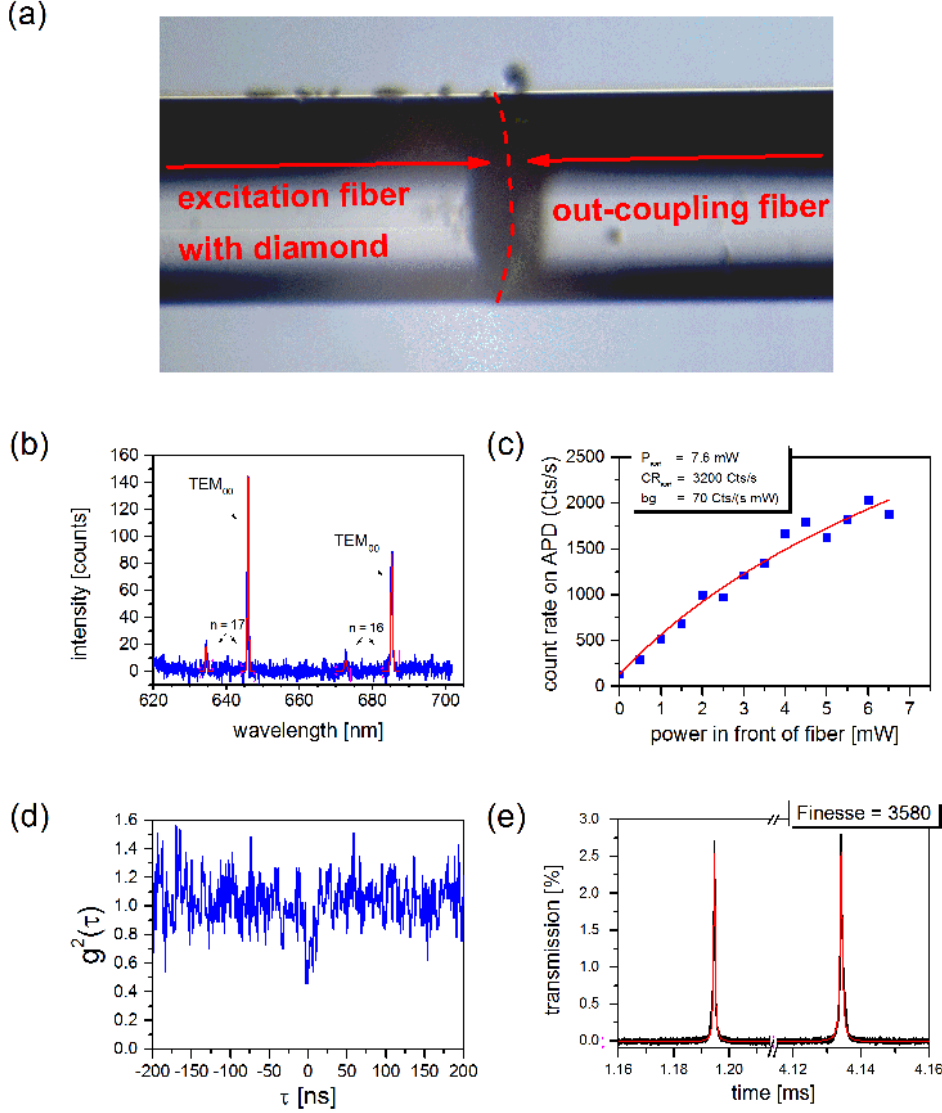 (a)
excitation fiber
with diamond
out-coupling fiber
(b)
160
140
120
100
80
60
40
20
0
intensity [counts]
TEM₀₀
TEM₀₀
n = 17
n = 16
620 640 660 680 700
wavelength [nm]
(c)
2500
2000
1500
1000
500
0
count rate on APD (Cts/s)
P_sat = 7.6 mW
CR_sat = 3200 Cts/s
bg = 70 Cts/(s mW)
0 1 2 3 4 5 6 7
power in front of fiber [mW]
(d)
1.6
1.4
1.2
1.0
0.8
0.6
0.4
0.2
0.0
g²(τ)
-200 -150 -100 -50 0 50 100 150 200
τ [ns]
(e)
Finesse = 3580
3.0
2.5
2.0
1.5
1.0
0.5
0.0
transmission [%]
1.16 1.18 1.20 4.12 4.14 4.16
time [ms]